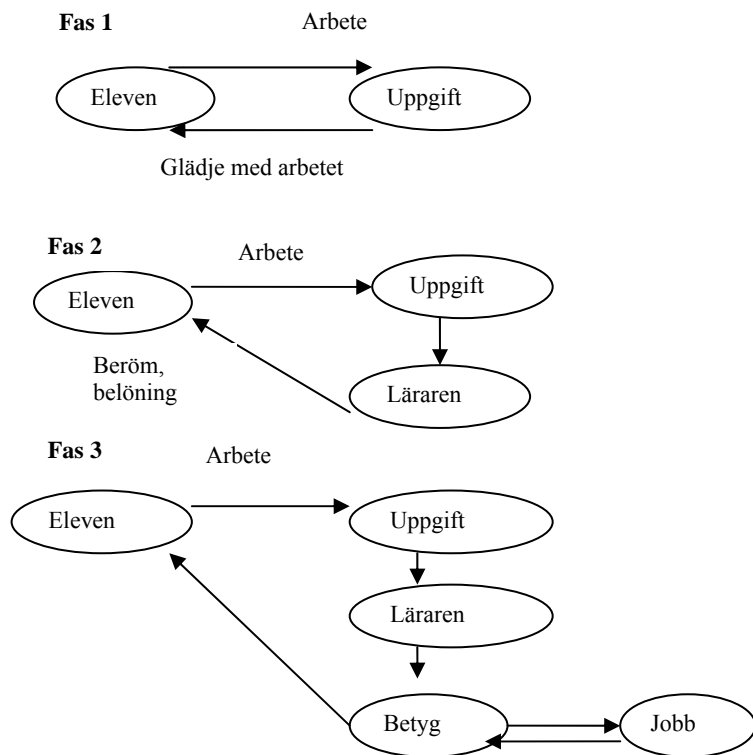 Fas 1
Arbete
Eleven
Uppgift
Glädje med arbetet
Fas 2
Arbete
Eleven
Uppgift
Beröm,
belöning
Läraren
Fas 3
Arbete
Eleven
Uppgift
Läraren
Betyg
Jobb